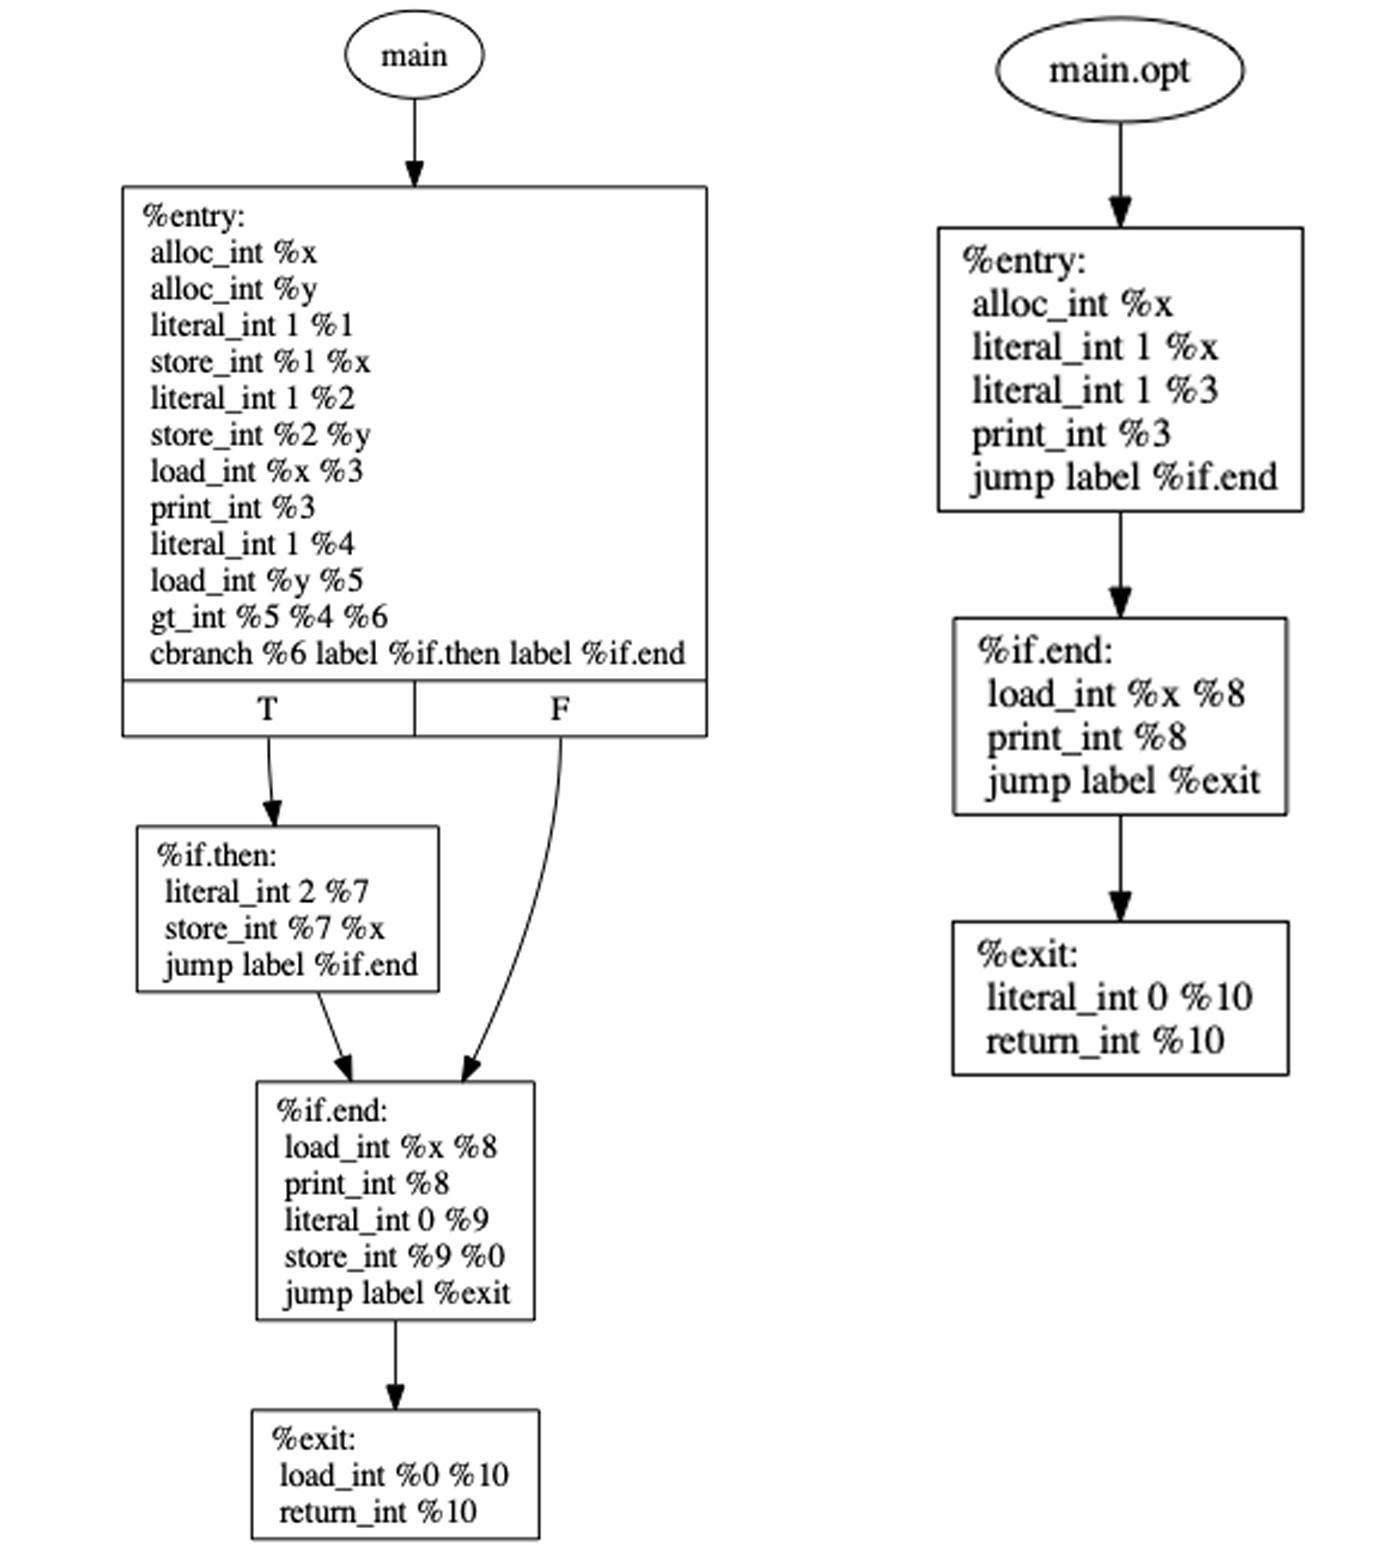 main
%entry:
alloc_int %x
alloc_int %y
literal_int 1 %1
store_int %1 %x
literal_int 1 %2
store_int %2 %y
load_int %x %3
print_int %3
literal_int 1 %4
load_int %y %5
gt_int %5 %4 %6
cbranch %6 label %if.then label %if.end
T F
%if.then:
literal_int 2 %7
store_int %7 %x
jump label %if.end
%if.end:
load_int %x %8
print_int %8
literal_int 0 %9
store_int %9 %0
jump label %exit
%exit:
load_int %0 %10
return_int %10
main.opt
%entry:
alloc_int %x
literal_int 1 %x
literal_int 1 %3
print_int %3
jump label %if.end
%if.end:
load_int %x %8
print_int %8
jump label %exit
%exit:
literal_int 0 %10
return_int %10